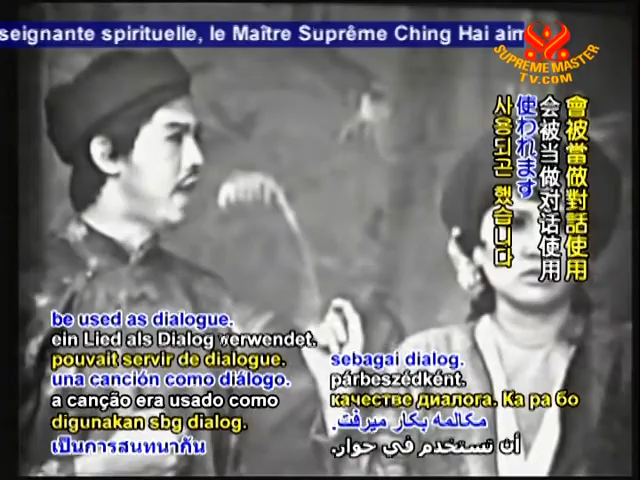 seignante spirituelle, le Maître Suprême Ching Hai aim
SUPREME MASTER
TV.COM
會被當做對話使用
会被当做对话使用
使われます
사용되곤 했습니다
be used as dialogue.
ein Lied als Dialog verwendet.
pouvait servir de dialogue.
una canción como diálogo.
a canção era usado como
digunakan sbg dialog.
เป็นการสนทนากัน
sebagai dialog.
párbeszédként.
качестве диалога. Ка ра бо
مکالمه بکار میرفت.
أن تستخدم في حوار.